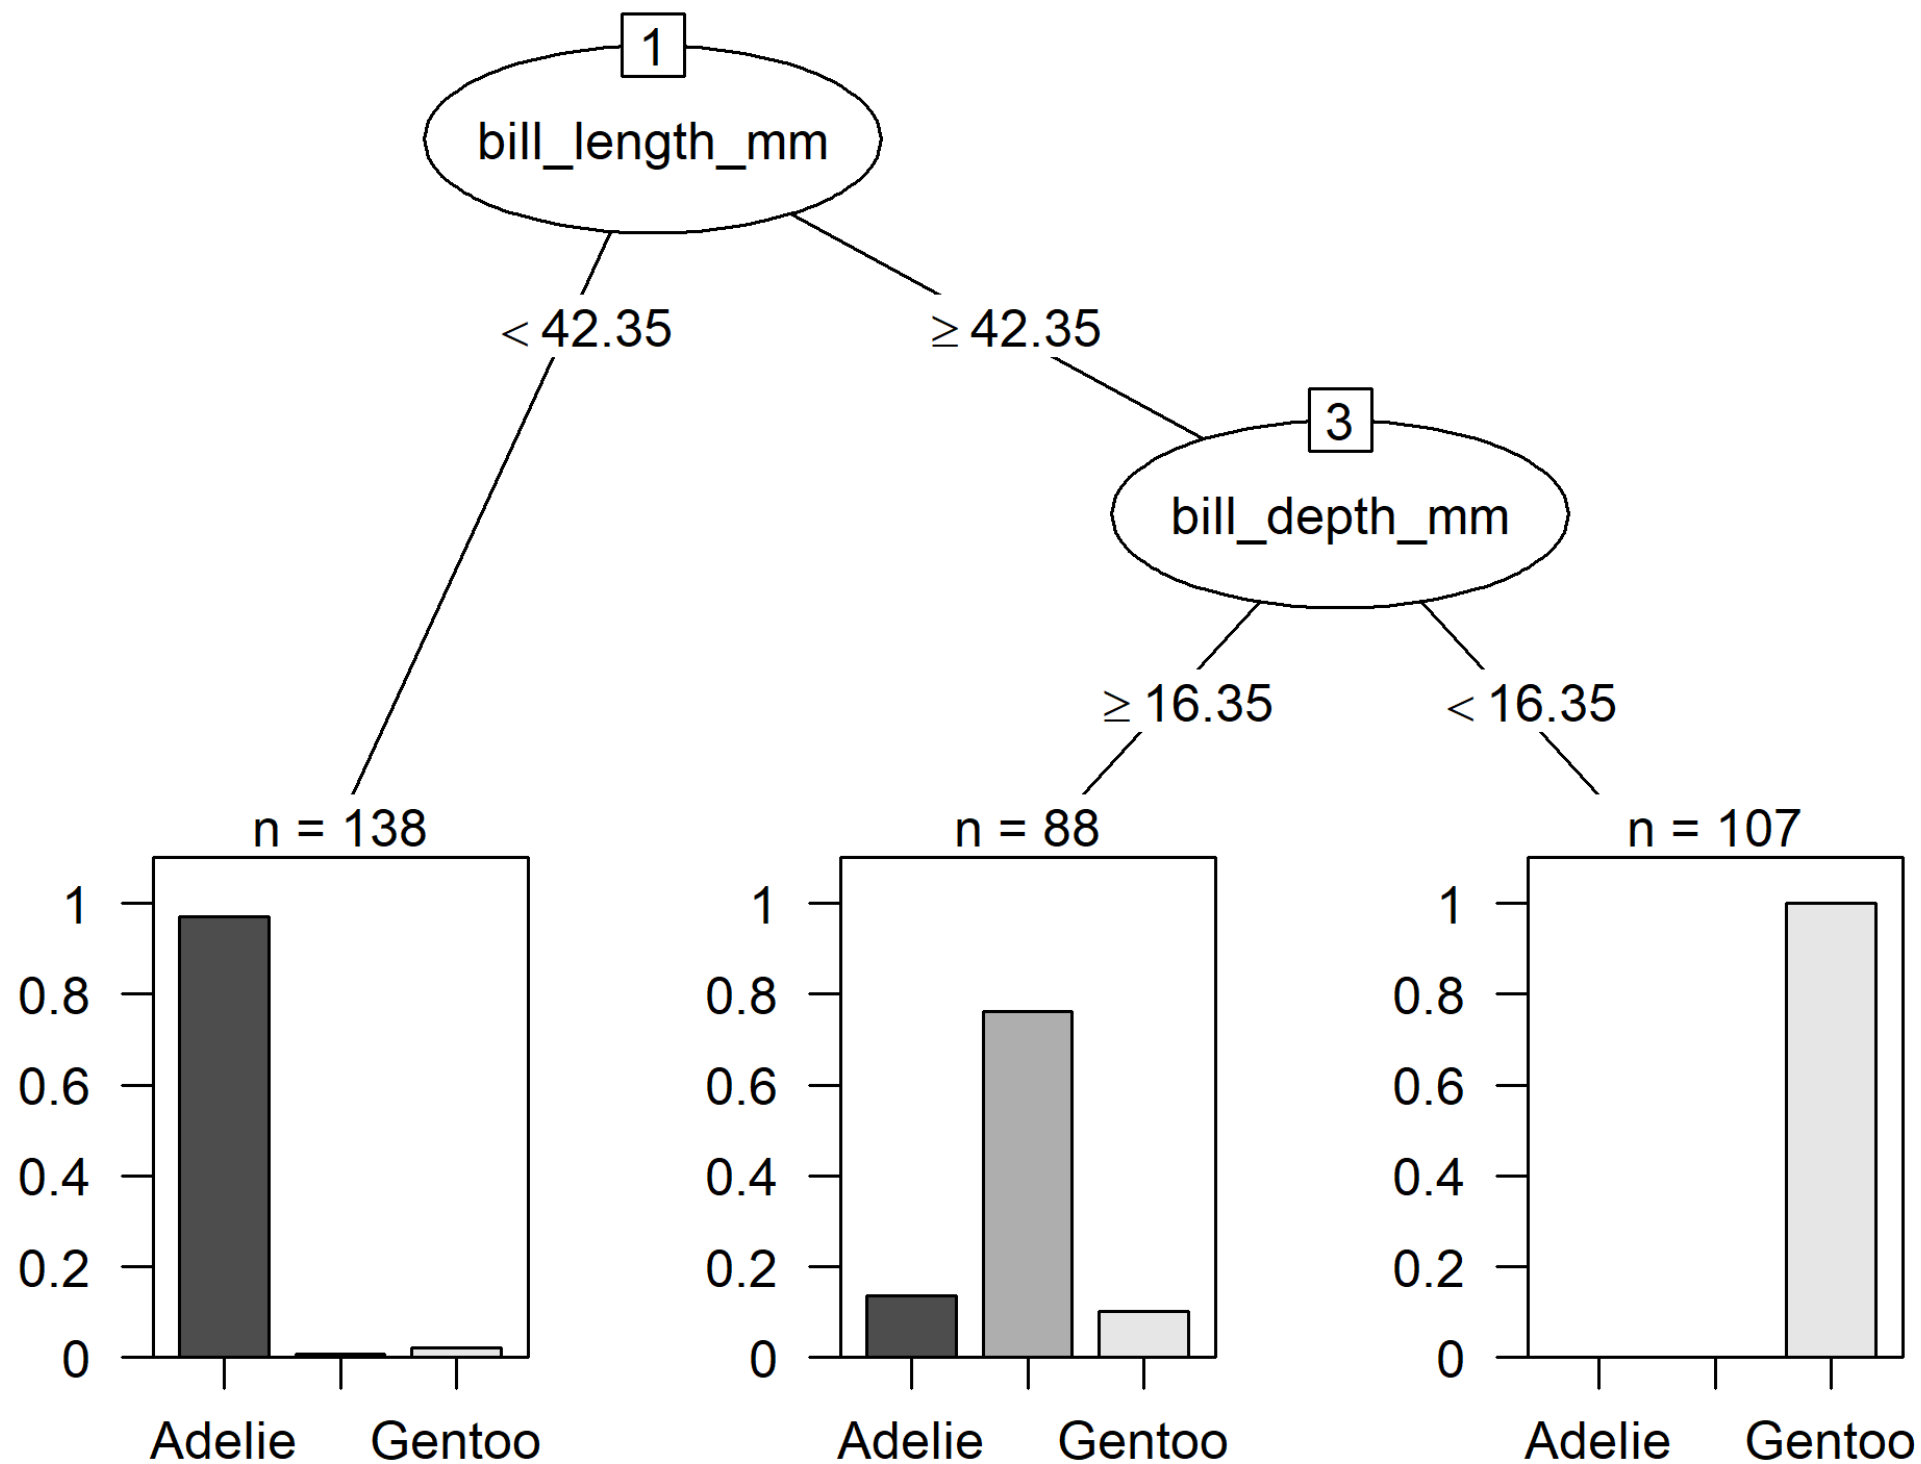 1
bill_length_mm
< 42.35
≥ 42.35
3
bill_depth_mm
≥ 16.35
< 16.35
n = 138
1
0.8
0.6
0.4
0.2
0
Adelie
Gentoo
n = 88
1
0.8
0.6
0.4
0.2
0
Adelie
Gentoo
n = 107
1
0.8
0.6
0.4
0.2
0
Adelie
Gentoo